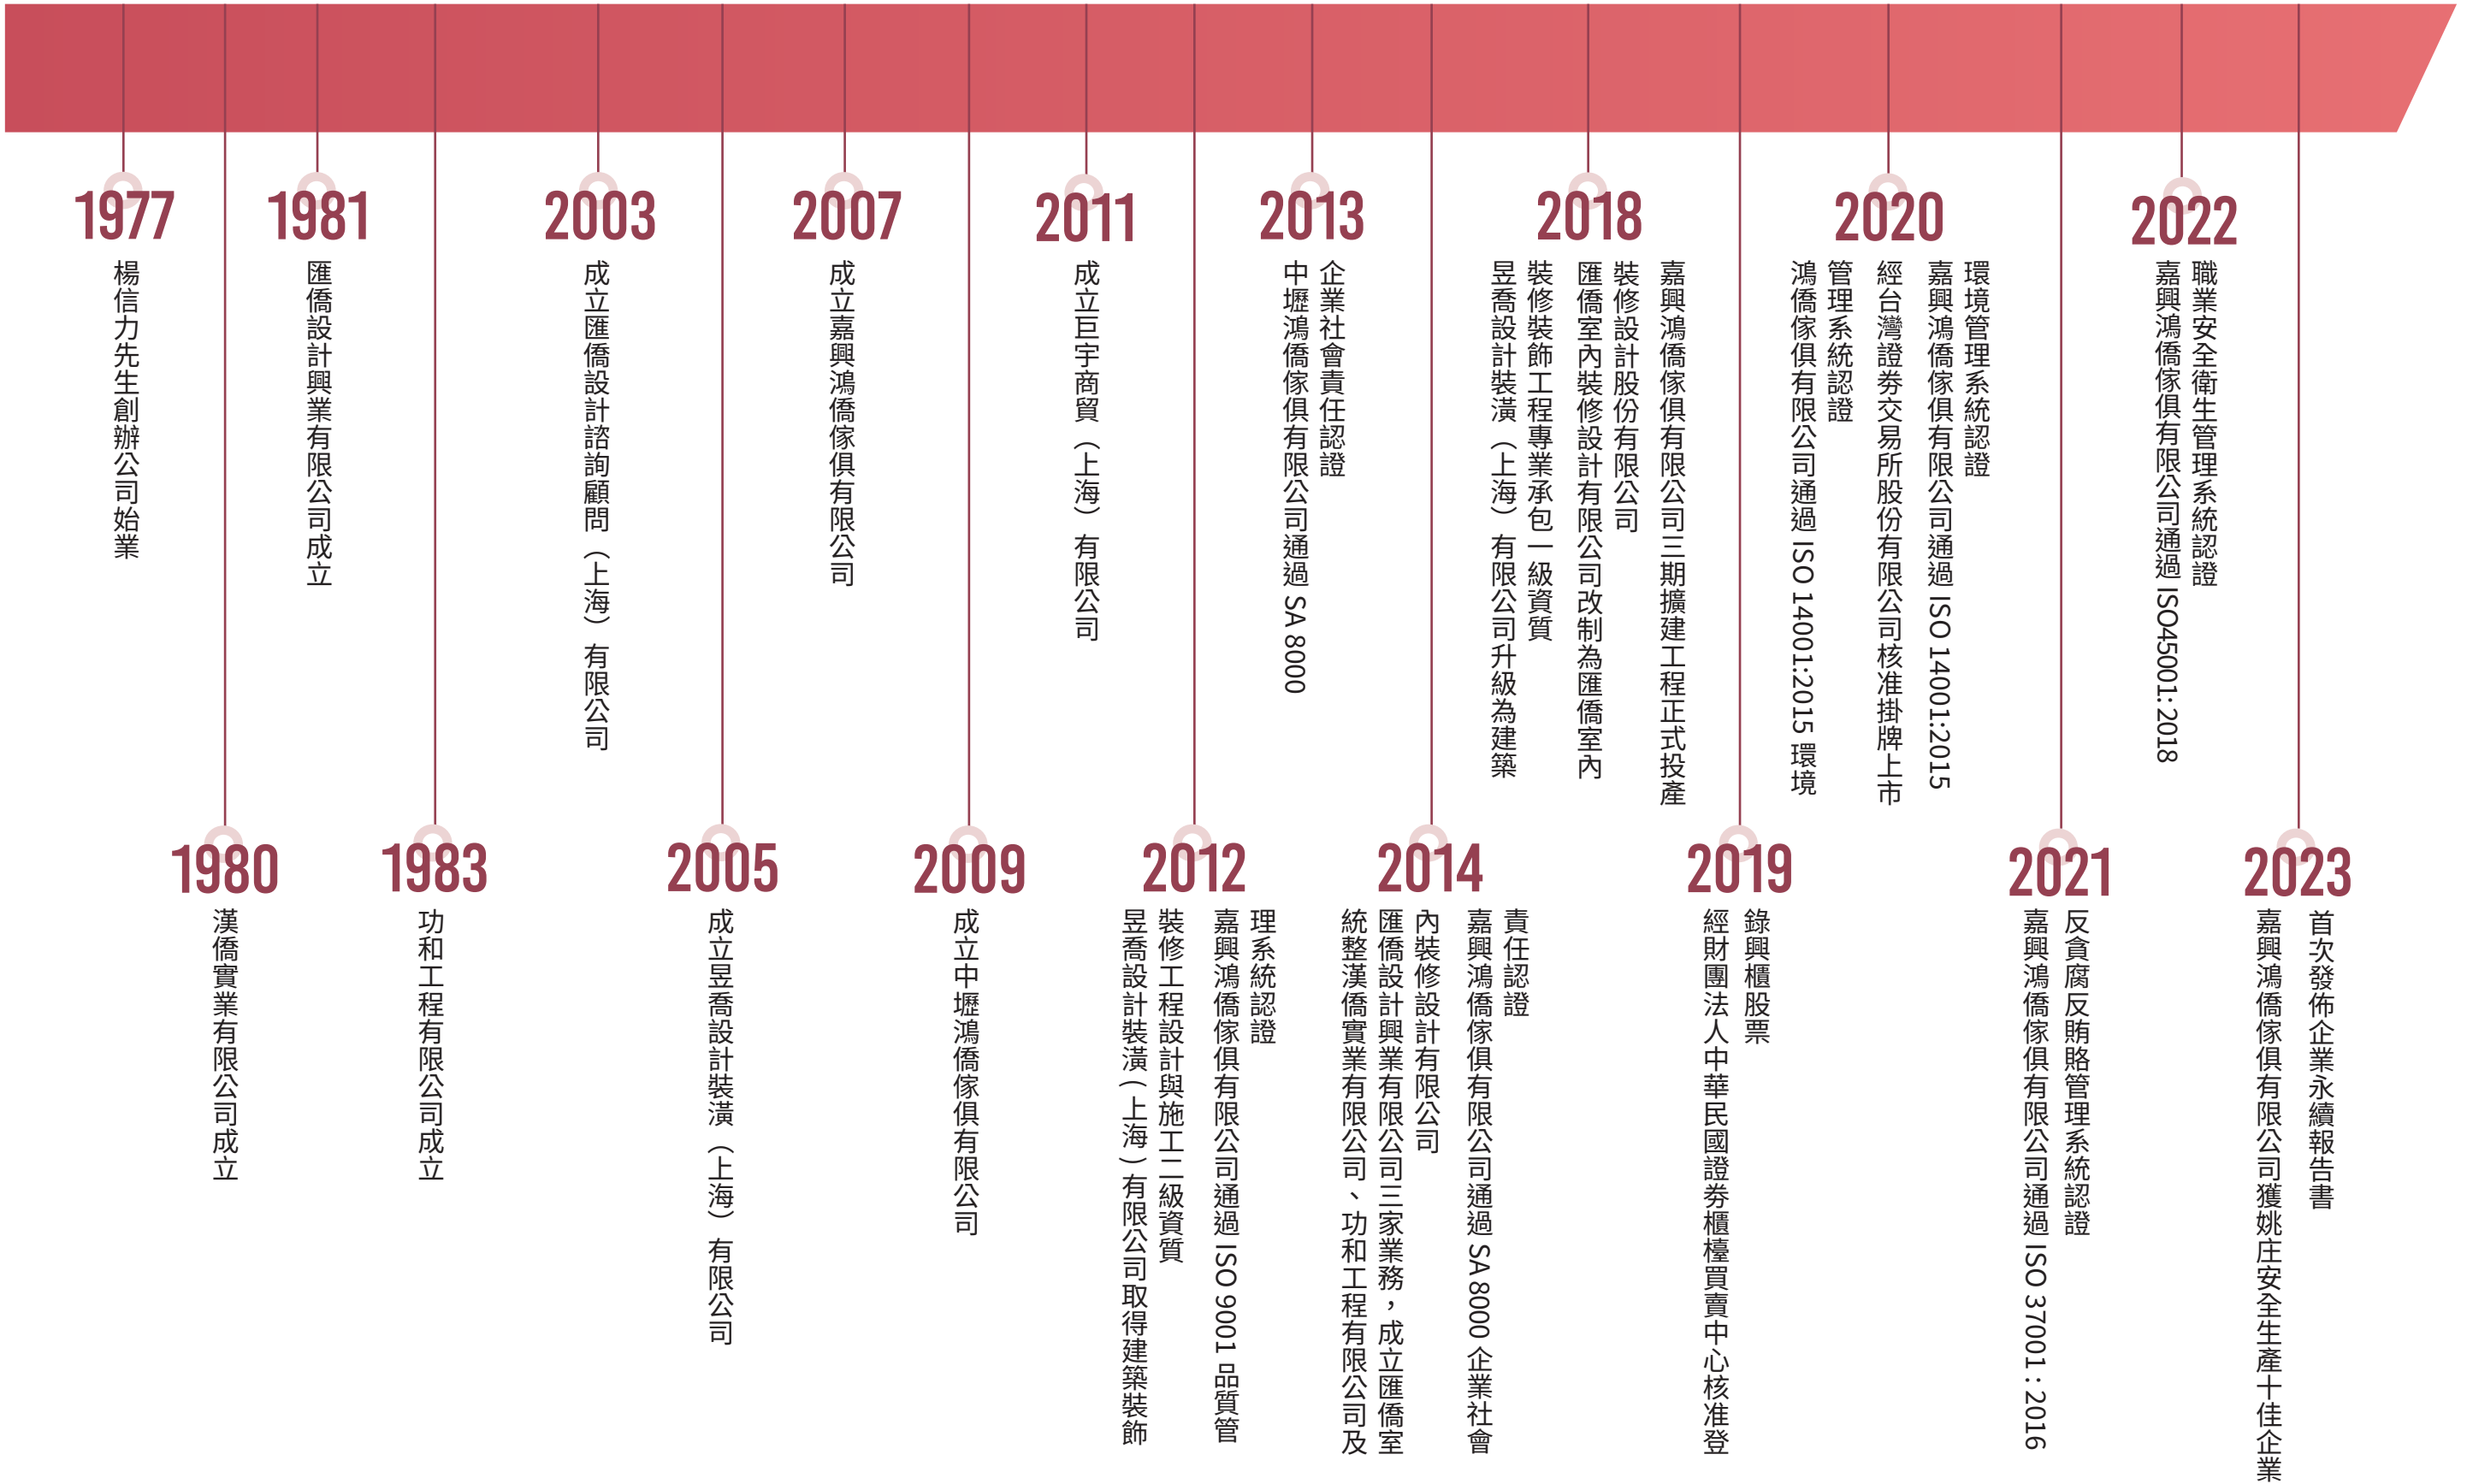 1977
楊信力先生創辦公司始業
1980
漢僑實業有限公司成立
1981
匯僑設計興業有限公司成立
1983
功和工程有限公司成立
2003
成立匯僑設計諮詢顧問（上海）有限公司
2005
成立昱喬設計裝潢（上海）有限公司
2007
成立嘉興鴻僑傢俱有限公司
2009
成立中壢鴻僑傢俱有限公司
2011
成立巨宇商貿（上海）有限公司
2012
昱喬設計裝潢(上海)有限公司取得建築裝飾
裝修工程設計與施工二級資質
嘉興鴻僑傢俱有限公司通過 ISO 9001 品質管
理系統認證
2013
中壢鴻僑傢俱有限公司通過 SA 8000
企業社會責任認證
2014
統整漢僑實業有限公司、功和工程有限公司及
匯僑設計興業有限公司三家業務，成立匯僑室
內裝修設計有限公司
嘉興鴻僑傢俱有限公司通過 SA 8000 企業社會
責任認證
2018
昱喬設計裝潢（上海）有限公司升級為建築
裝修裝飾工程專業承包一級資質
匯僑室內裝修設計有限公司改制為匯僑室內
裝修設計股份有限公司
嘉興鴻僑傢俱有限公司三期擴建工程正式投產
2019
經財團法人中華民國證券櫃檯買賣中心核准登
錄興櫃股票
2020
鴻僑傢俱有限公司通過 ISO 14001:2015 環境
管理系統認證
經台灣證券交易所股份有限公司核准掛牌上市
嘉興鴻僑傢俱有限公司通過 ISO 14001:2015
環境管理系統認證
2021
嘉興鴻僑傢俱有限公司通過 ISO 37001 : 2016
反貪腐反賄賂管理系統認證
2022
嘉興鴻僑傢俱有限公司通過 ISO45001: 2018
職業安全衛生管理系統認證
2023
嘉興鴻僑傢俱有限公司獲姚庄安全生產十佳企業
首次發佈企業永續報告書